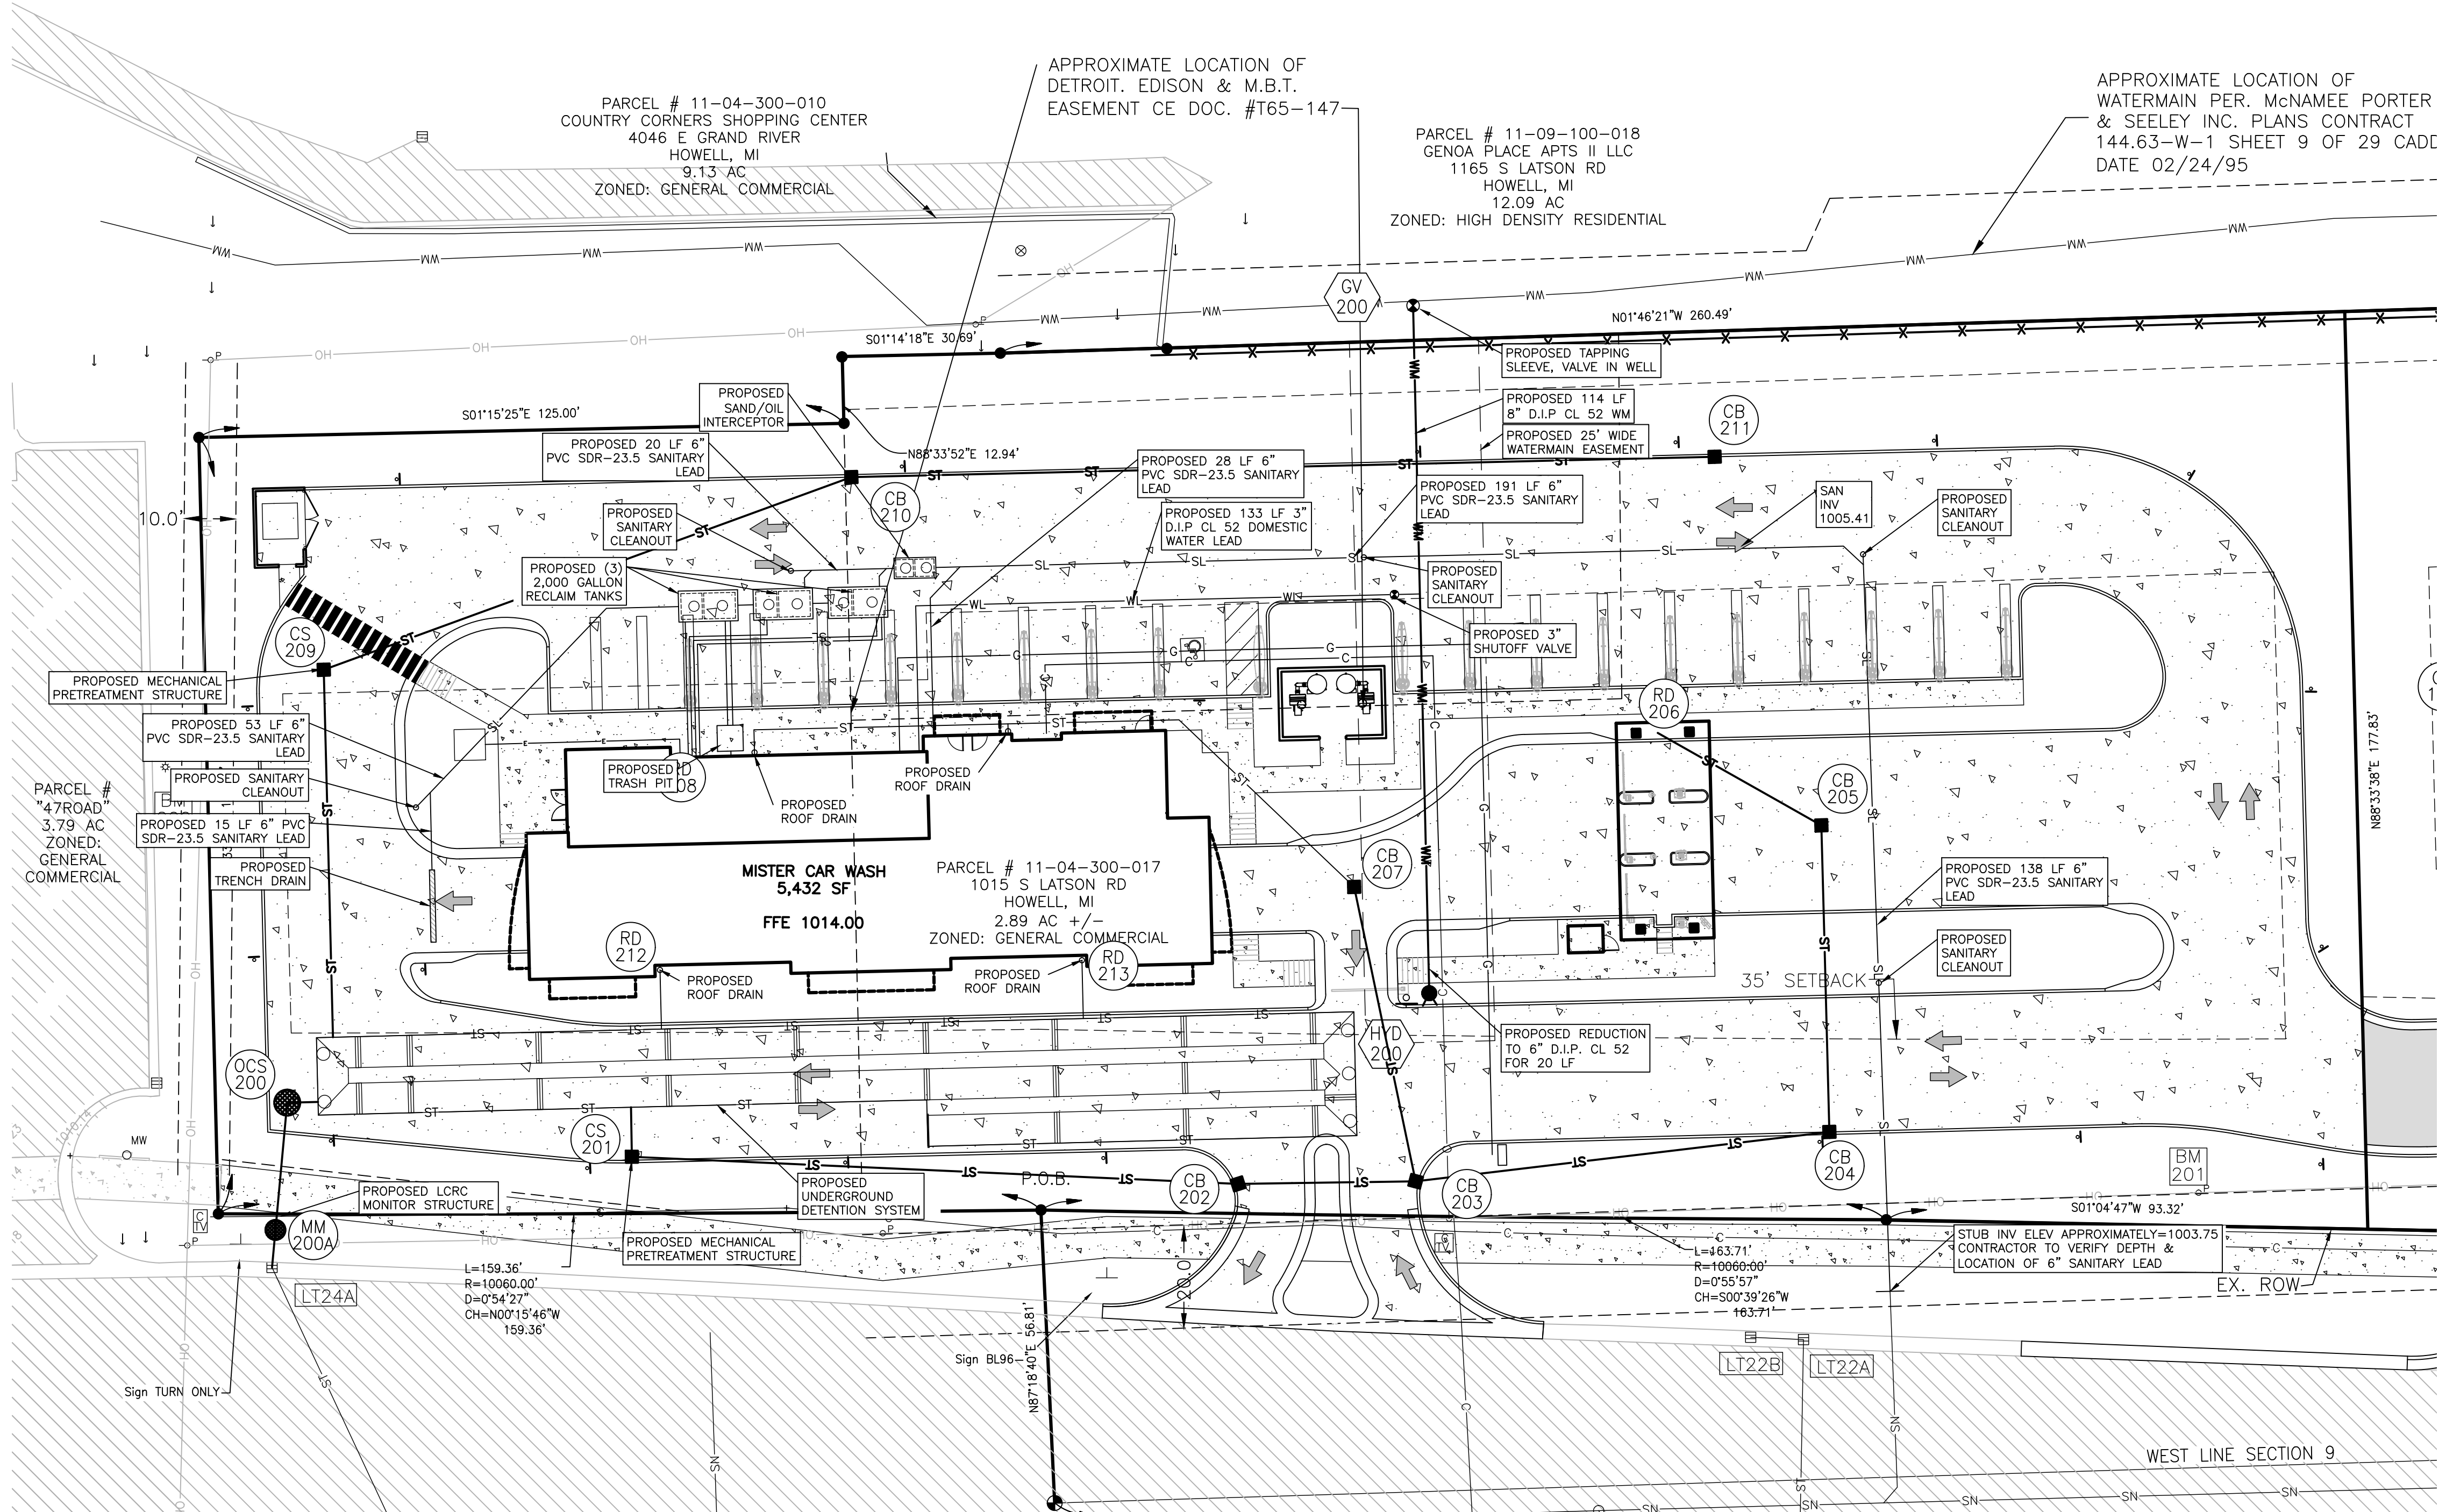 APPROXIMATE LOCATION OF
DETROIT. EDISON & M.B.T.
EASEMENT CE DOC. #T65-147
APPROXIMATE LOCATION OF
WATERMAIN PER. McNAMEE PORTER
& SEELEY INC. PLANS CONTRACT
144.63-W-1 SHEET 9 OF 29 CADD
DATE 02/24/95
PARCEL # 11-04-300-010
COUNTRY CORNERS SHOPPING CENTER
4046 E GRAND RIVER
HOWELL, MI
9.13 AC
ZONED: GENERAL COMMERCIAL
PARCEL # 11-09-100-018
GENOA PLACE APTS II LLC
1165 S LATSON RD
HOWELL, MI
12.09 AC
ZONED: HIGH DENSITY RESIDENTIAL
GV
200
N01°46'21"W 260.49'
S01°14'18"E 30.69'
S01°15'25"E 125.00'
N88°33'52"E 12.94'
10.0'
PROPOSED TAPPING
SLEEVE, VALVE IN WELL
PROPOSED 114 LF
8" D.I.P CL 52 WM
PROPOSED 25' WIDE
WATERMAIN EASEMENT
PROPOSED
SAND/OIL
INTERCEPTOR
PROPOSED 20 LF 6"
PVC SDR-23.5 SANITARY
LEAD
PROPOSED
SANITARY
CLEANOUT
PROPOSED (3)
2,000 GALLON
RECLAIM TANKS
PROPOSED 28 LF 6"
PVC SDR-23.5 SANITARY
LEAD
PROPOSED 133 LF 3"
D.I.P CL 52 DOMESTIC
WATER LEAD
PROPOSED 191 LF 6"
PVC SDR-23.5 SANITARY
LEAD
CB
210
CB
211
SAN
INV
1005.41
PROPOSED
SANITARY
CLEANOUT
PROPOSED
SANITARY
CLEANOUT
PROPOSED 3"
SHUTOFF VALVE
CS
209
PROPOSED MECHANICAL
PRETREATMENT STRUCTURE
PROPOSED 53 LF 6"
PVC SDR-23.5 SANITARY
LEAD
PROPOSED SANITARY
CLEANOUT
PROPOSED 15 LF 6" PVC
SDR-23.5 SANITARY LEAD
PROPOSED
TRENCH DRAIN
PARCEL #
"47ROAD"
3.79 AC
ZONED:
GENERAL
COMMERCIAL
PROPOSED
TRASH PIT
PROPOSED
ROOF DRAIN
PROPOSED
ROOF DRAIN
RD
206
CB
205
CB
207
N88°33'38"E 177.83'
MISTER CAR WASH
5,432 SF
FFE 1014.00
PARCEL # 11-04-300-017
1015 S LATSON RD
HOWELL, MI
2.89 AC +/-
ZONED: GENERAL COMMERCIAL
PROPOSED 138 LF 6"
PVC SDR-23.5 SANITARY
LEAD
PROPOSED
SANITARY
CLEANOUT
35' SETBACK
RD
212
RD
213
PROPOSED
ROOF DRAIN
PROPOSED
ROOF DRAIN
HYD
200
PROPOSED REDUCTION
TO 6" D.I.P. CL 52
FOR 20 LF
OCS
200
CS
201
CB
202
CB
203
CB
204
BM
201
MW
C
TV
P.O.B.
PROPOSED LCRC
MONITOR STRUCTURE
MM
200A
PROPOSED
UNDERGROUND
DETENTION SYSTEM
PROPOSED MECHANICAL
PRETREATMENT STRUCTURE
S01°04'47"W 93.32'
STUB INV ELEV APPROXIMATELY=1003.75
CONTRACTOR TO VERIFY DEPTH &
LOCATION OF 6" SANITARY LEAD
EX. ROW
L=159.36'
R=10060.00'
D=0°54'27"
CH=N00°15'46"W
159.36'
L=163.71'
R=10060.00'
D=0°55'57"
CH=S00°39'26"W
163.71'
20.0'
N87°18'40"E 56.81'
LT24A
Sign TURN ONLY
Sign BL96
LT22B
LT22A
WEST LINE SECTION 9